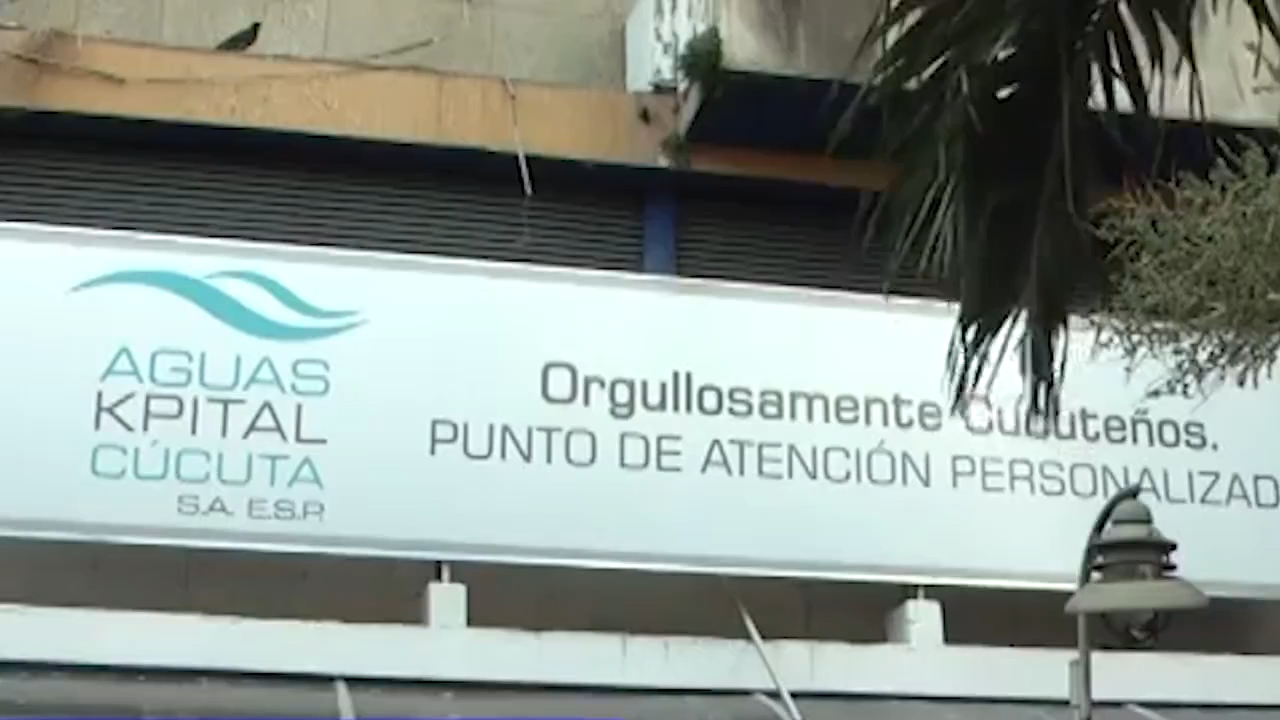 AGUAS
KPITAL
CÚCUTA
S.A. E.S.P.
Orgullosamente Cucuteños.
PUNTO DE ATENCIÓN PERSONALIZAD